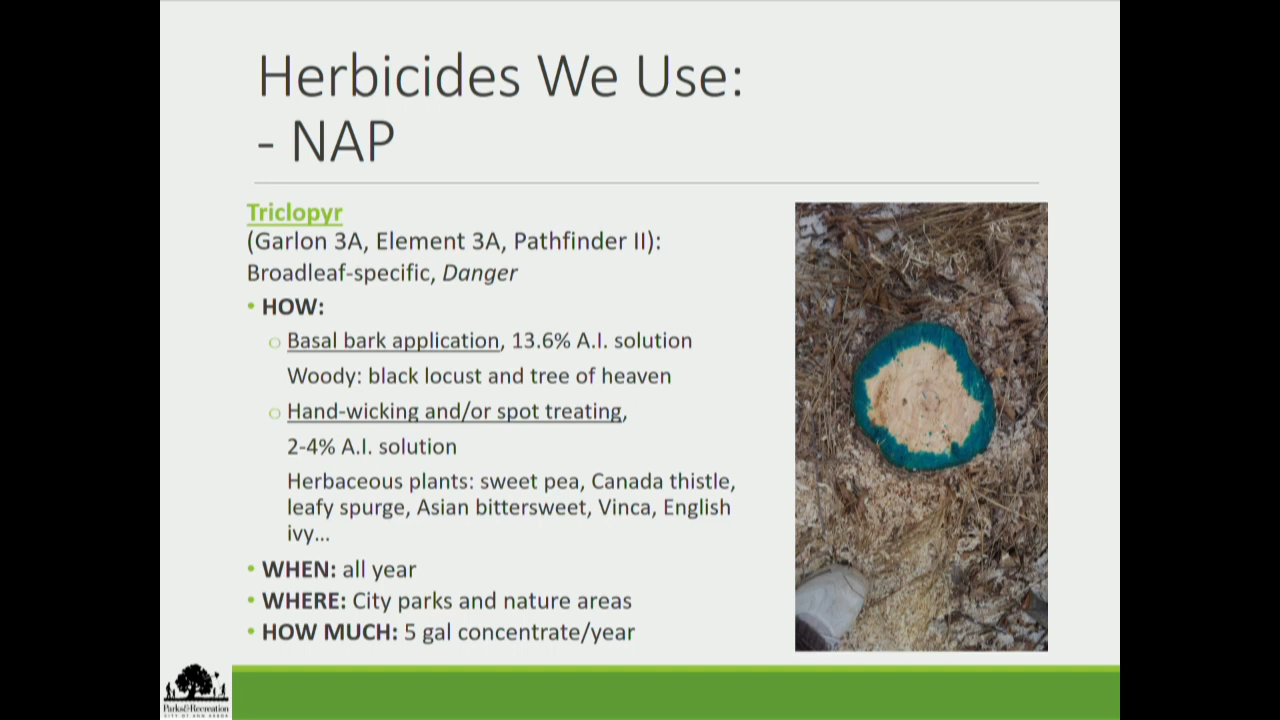 Herbicides We Use:
- NAP
Triclopyr
(Garlon 3A, Element 3A, Pathfinder II):
Broadleaf-specific, Danger
• HOW:
o Basal bark application, 13.6% A.I. solution
Woody: black locust and tree of heaven
o Hand-wicking and/or spot treating,
2-4% A.I. solution
Herbaceous plants: sweet pea, Canada thistle,
leafy spurge, Asian bittersweet, Vinca, English
ivy...
• WHEN: all year
• WHERE: City parks and nature areas
• HOW MUCH: 5 gal concentrate/year
Parks&Recreation
CITY OF ANN ARBOR